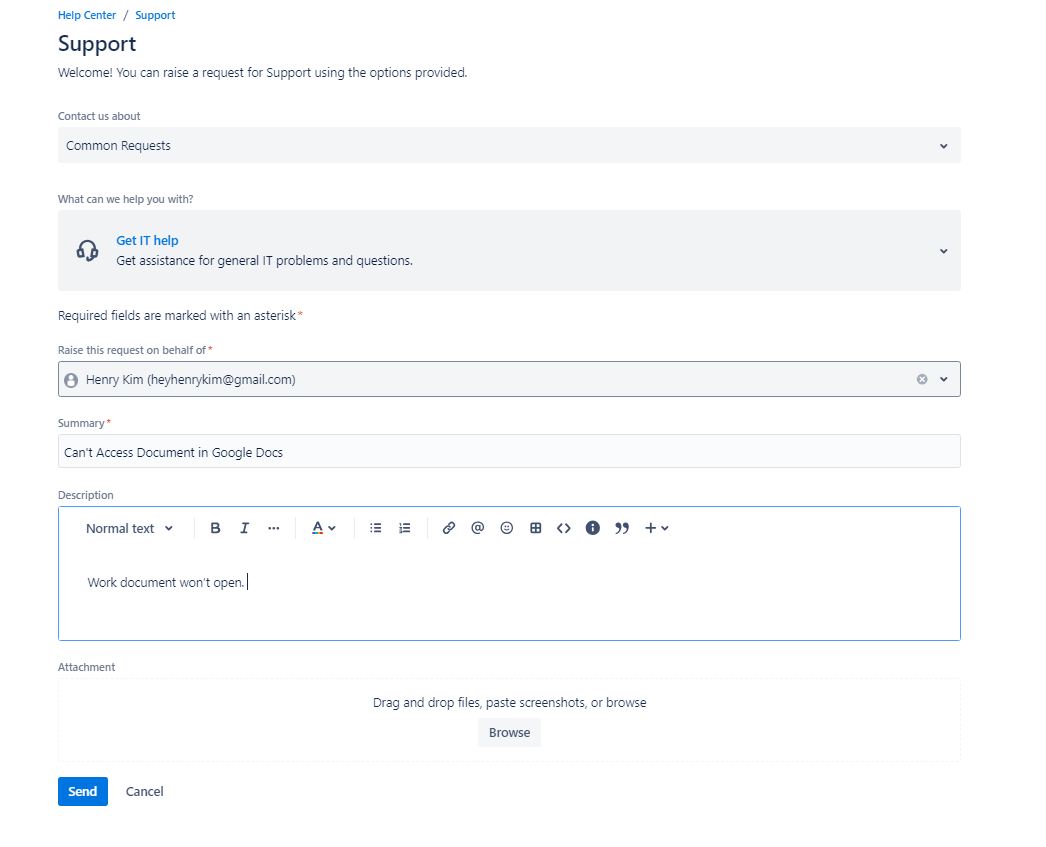 Help Center / Support
Support
Welcome! You can raise a request for Support using the options provided.
Contact us about
Common Requests
What can we help you with?
Get IT help
Get assistance for general IT problems and questions.
Required fields are marked with an asterisk*
Raise this request on behalf of*
Henry Kim (heyhenrykim@gmail.com)
Summary*
Can't Access Document in Google Docs
Description
Normal text B I ... A @
Work document won't open.
Attachment
Drag and drop files, paste screenshots, or browse
Browse
Send Cancel